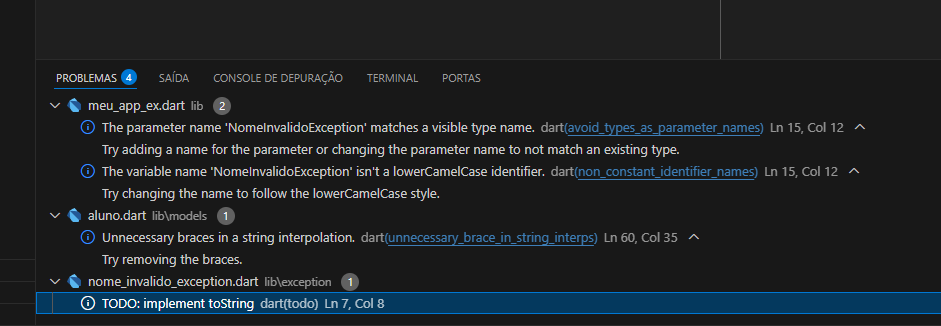 PROBLEMAS 4 SAÍDA CONSOLE DE DEPURAÇÃO TERMINAL PORTAS
meu_app_ex.dart lib 2
The parameter name 'NomeInvalidoException' matches a visible type name. dart(avoid_types_as_parameter_names) Ln 15, Col 12
Try adding a name for the parameter or changing the parameter name to not match an existing type.
The variable name 'NomeInvalidoException' isn't a lowerCamelCase identifier. dart(non_constant_identifier_names) Ln 15, Col 12
Try changing the name to follow the lowerCamelCase style.
aluno.dart lib\models 1
Unnecessary braces in a string interpolation. dart(unnecessary_brace_in_string_interps) Ln 60, Col 35
Try removing the braces.
nome_invalido_exception.dart lib\exception 1
TODO: implement toString dart(todo) Ln 7, Col 8